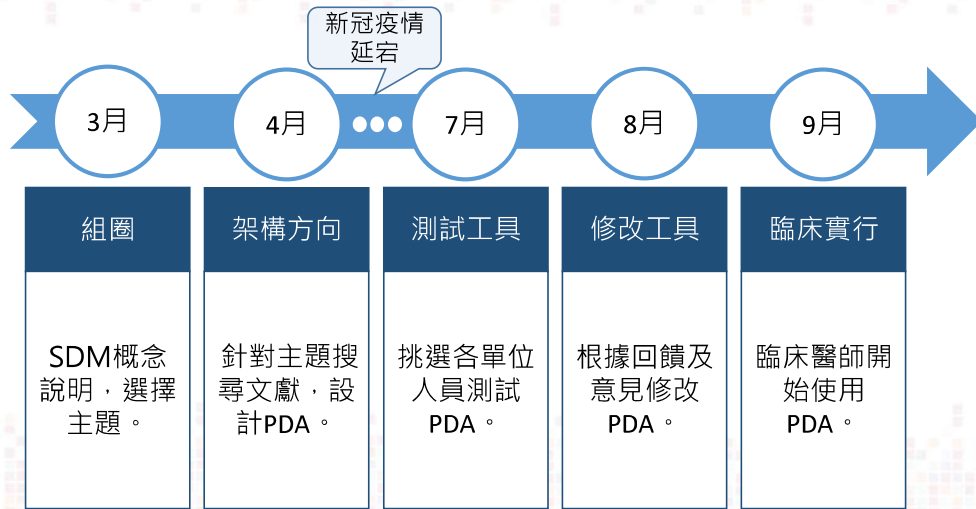 新冠疫情
延宕
3月
4月
7月
8月
9月
組圈
架構方向
測試工具
修改工具
臨床實行
SDM概念
說明，選擇
主題。
針對主題搜
尋文獻，設
計PDA。
挑選各單位
人員測試
PDA。
根據回饋及
意見修改
PDA。
臨床醫師開
始使用
PDA。